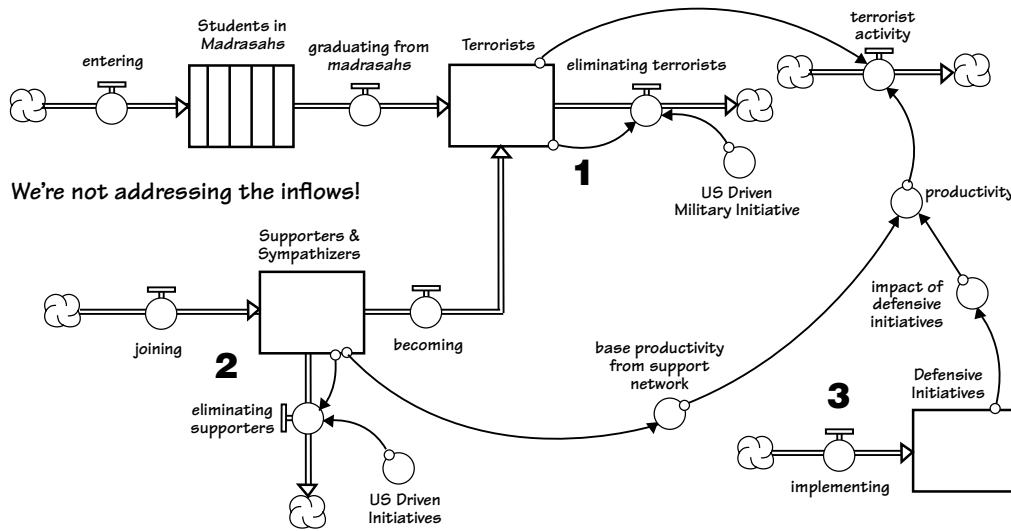 Students in
Madrasahs
entering
graduating from
madrasahs
Terrorists
eliminating terrorists
terrorist
activity
1
US Driven
Military Initiative
We're not addressing the inflows!
productivity
Supporters &
Sympathizers
joining
becoming
2
eliminating
supporters
US Driven
Initiatives
base productivity
from support
network
impact of
defensive
initiatives
3
Defensive
Initiatives
implementing